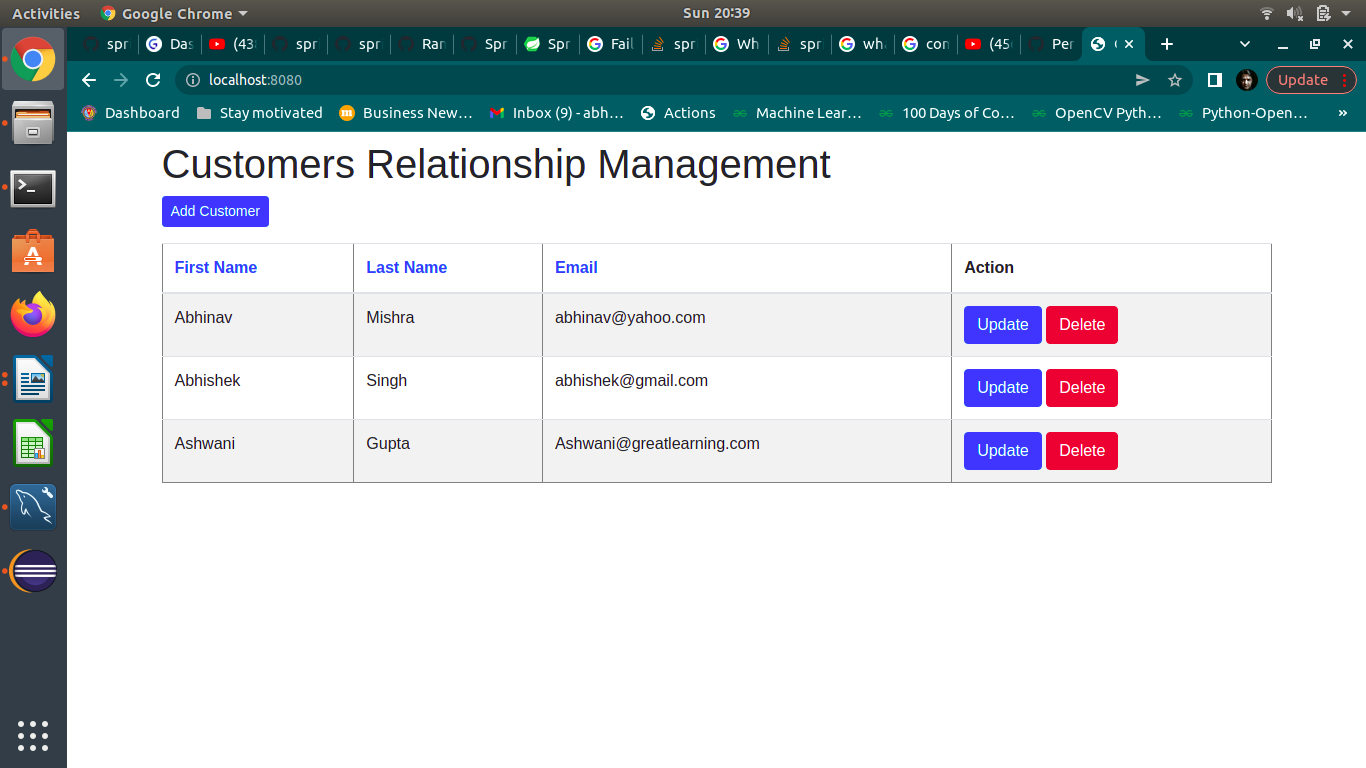 Activities Google Chrome Sun 20:39
spr Das (43 spr spr Ran Spr Spr Fail spr Wh spr wh con (45 Per
localhost:8080 Update
Dashboard Stay motivated Business New… Inbox (9) - abh… Actions Machine Lear… 100 Days of Co… OpenCV Pyth… Python-Open… »
Customers Relationship Management
Add Customer
First Name Last Name Email Action
Abhinav Mishra abhinav@yahoo.com Update Delete
Abhishek Singh abhishek@gmail.com Update Delete
Ashwani Gupta Ashwani@greatlearning.com Update Delete